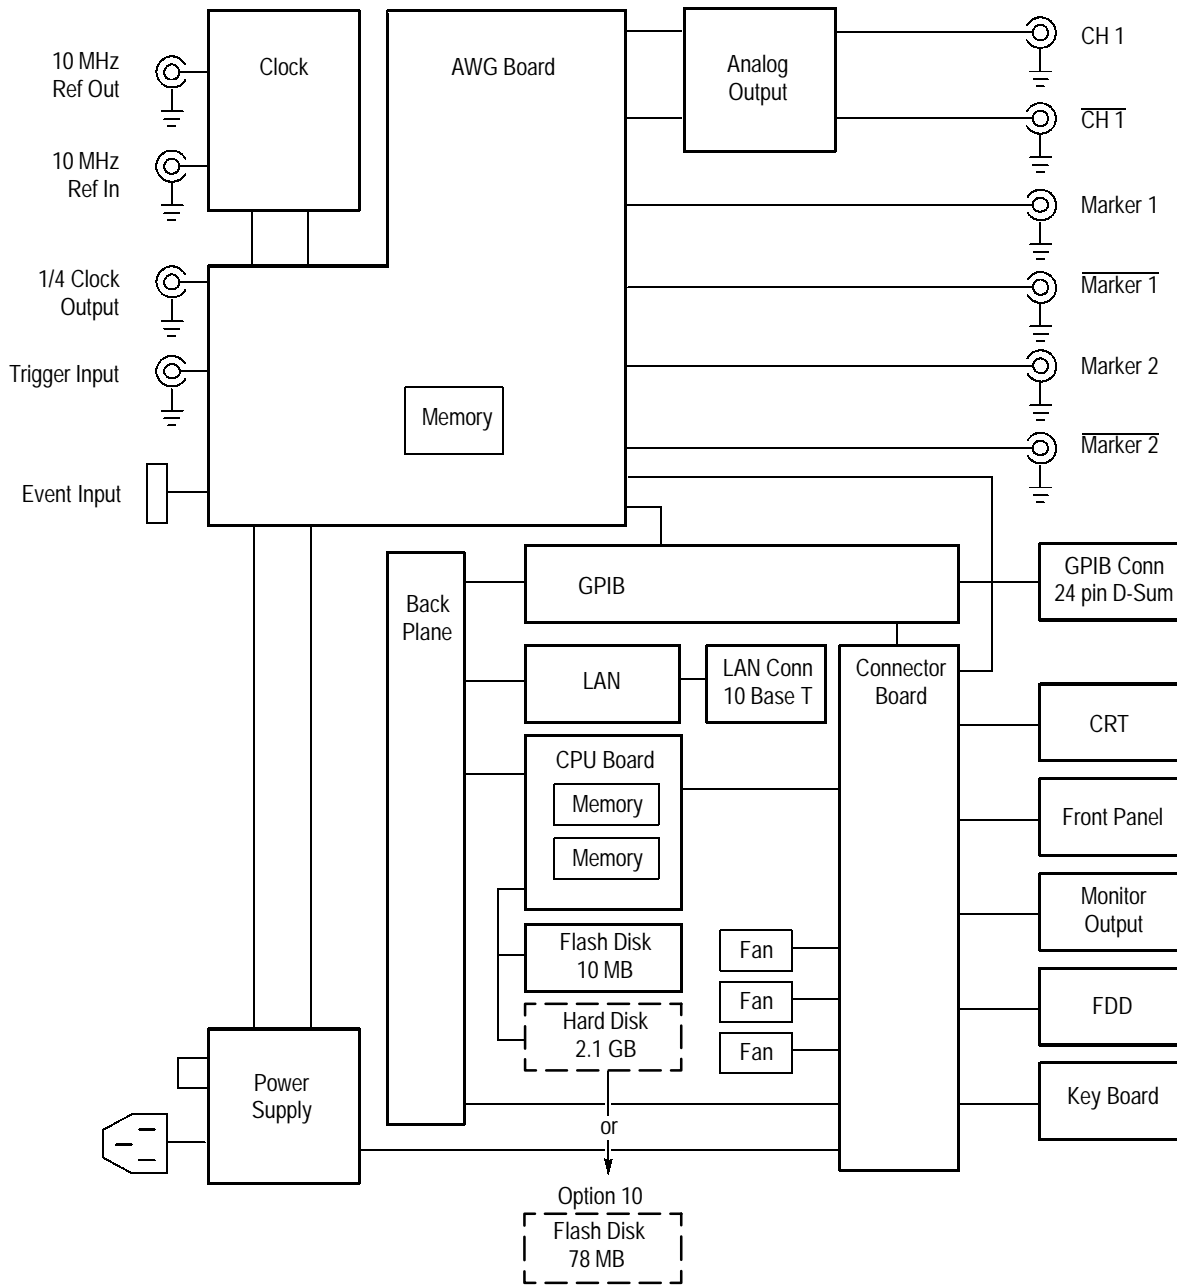 10 MHz
Ref Out
Clock
AWG Board
Analog
Output
CH 1
CH 1
10 MHz
Ref In
Marker 1
1/4 Clock
Output
Marker 1
Trigger Input
Marker 2
Memory
Marker 2
Event Input
GPIB
GPIB Conn
24 pin D-Sum
Back
Plane
LAN
LAN Conn
10 Base T
Connector
Board
CRT
CPU Board
Memory
Memory
Front Panel
Monitor
Output
Flash Disk
10 MB
Fan
Fan
Fan
Hard Disk
2.1 GB
FDD
Power
Supply
Key Board
or
Option 10
Flash Disk
78 MB